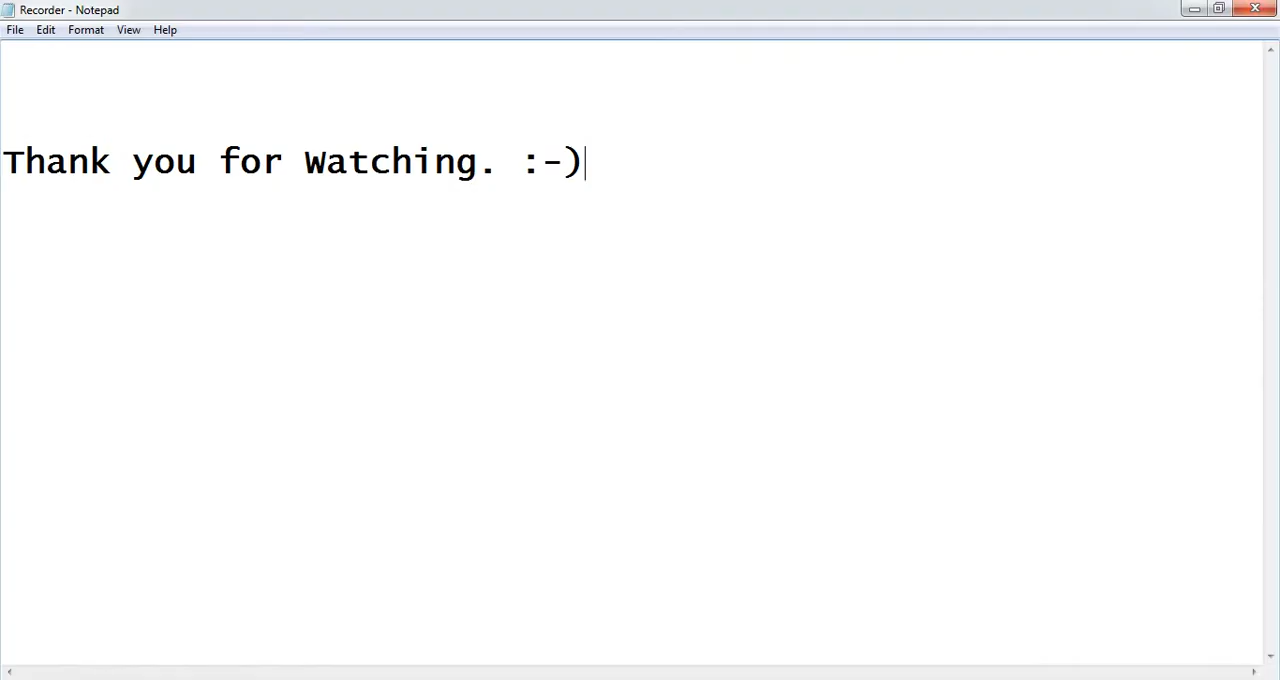 Recorder - Notepad
File Edit Format View Help
Thank you for Watching. :-)